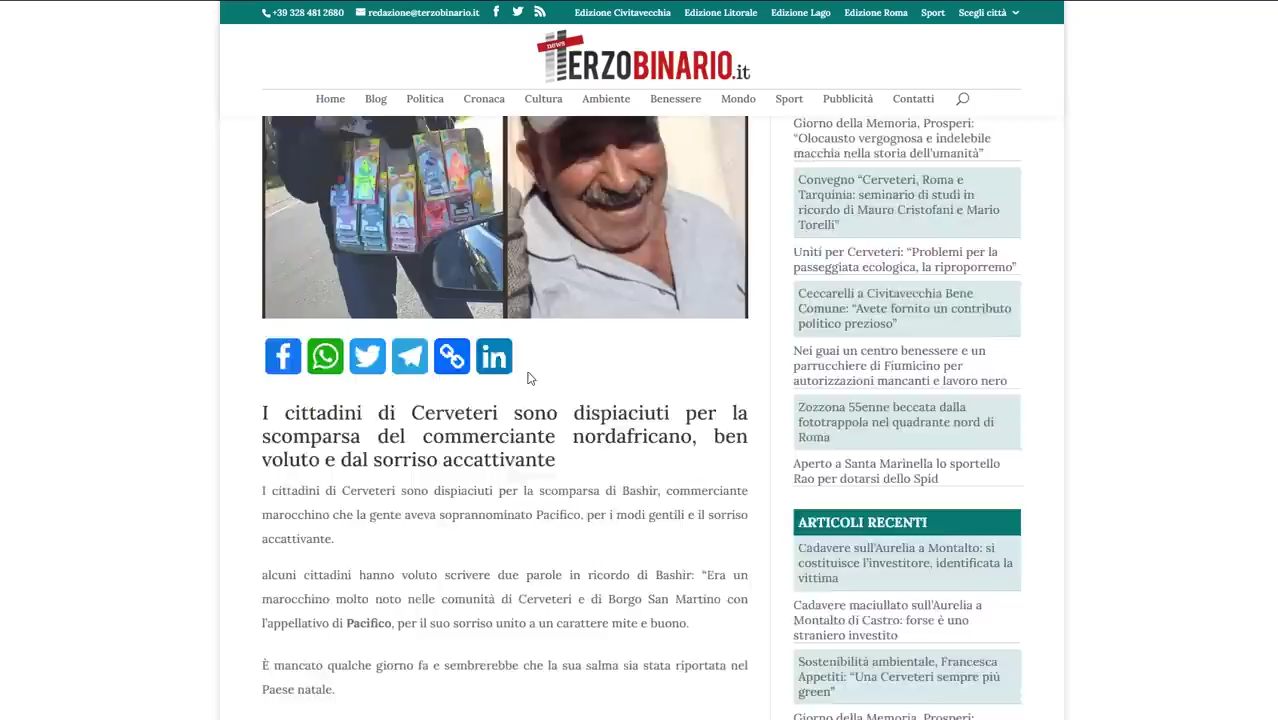 +39 328 481 2680 redazione@terzobinario.it Edizione Civitavecchia Edizione Litorale Edizione Lago Edizione Roma Sport Scegli città
news
TERZOBINARIO.it
Home Blog Politica Cronaca Cultura Ambiente Benessere Mondo Sport Pubblicità Contatti
I cittadini di Cerveteri sono dispiaciuti per la
scomparsa del commerciante nordafricano, ben
voluto e dal sorriso accattivante
I cittadini di Cerveteri sono dispiaciuti per la scomparsa di Bashir, commerciante
marocchino che la gente aveva soprannominato Pacifico, per i modi gentili e il sorriso
accattivante.
alcuni cittadini hanno voluto scrivere due parole in ricordo di Bashir: “Era un
marocchino molto noto nelle comunità di Cerveteri e di Borgo San Martino con
l’appellativo di Pacifico, per il suo sorriso unito a un carattere mite e buono.
È mancato qualche giorno fa e sembrerebbe che la sua salma sia stata riportata nel
Paese natale.
Giorno della Memoria, Prosperi:
“Olocausto vergognosa e indelebile
macchia nella storia dell’umanità”
Convegno “Cerveteri, Roma e
Tarquinia: seminario di studi in
ricordo di Mauro Cristofani e Mario
Torelli”
Uniti per Cerveteri: “Problemi per la
passeggiata ecologica, la riproporremo”
Ceccarelli a Civitavecchia Bene
Comune: “Avete fornito un contributo
politico prezioso”
Nei guai un centro benessere e un
parrucchiere di Fiumicino per
autorizzazioni mancanti e lavoro nero
Zozzona 55enne beccata dalla
fototrappola nel quadrante nord di
Roma
Aperto a Santa Marinella lo sportello
Rao per dotarsi dello Spid
ARTICOLI RECENTI
Cadavere sull’Aurelia a Montalto: si
costituisce l’investitore, identificata la
vittima
Cadavere maciullato sull’Aurelia a
Montalto di Castro: forse è uno
straniero investito
Sostenibilità ambientale, Francesca
Appetiti: “Una Cerveteri sempre più
green”
Giorno della Memoria, Prosperi: